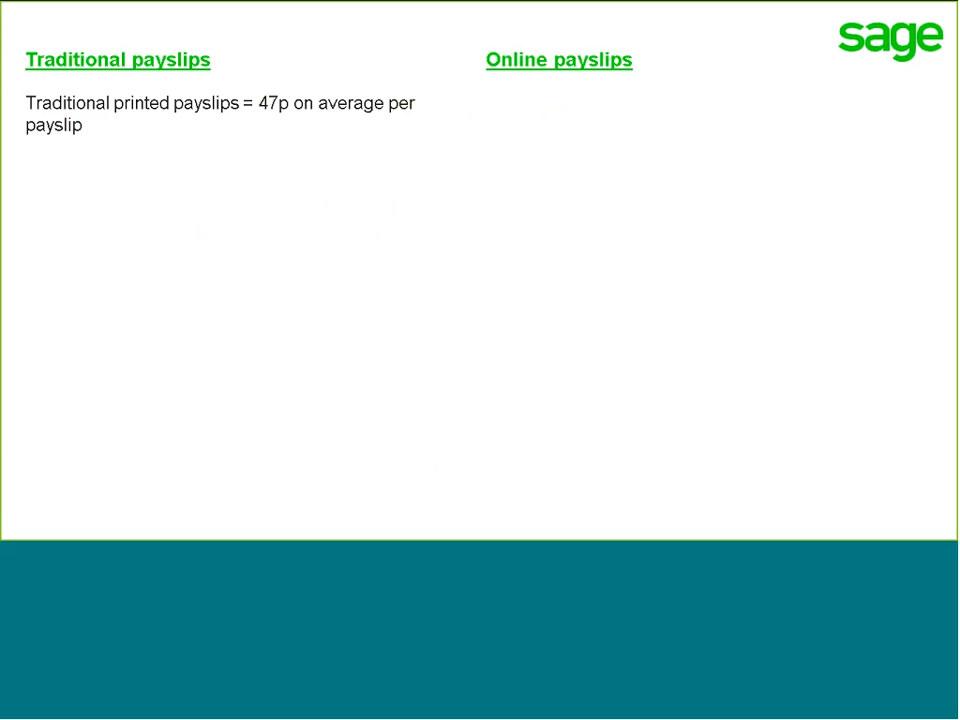 sage
Traditional payslips
Online payslips
Traditional printed payslips = 47p on average per
payslip